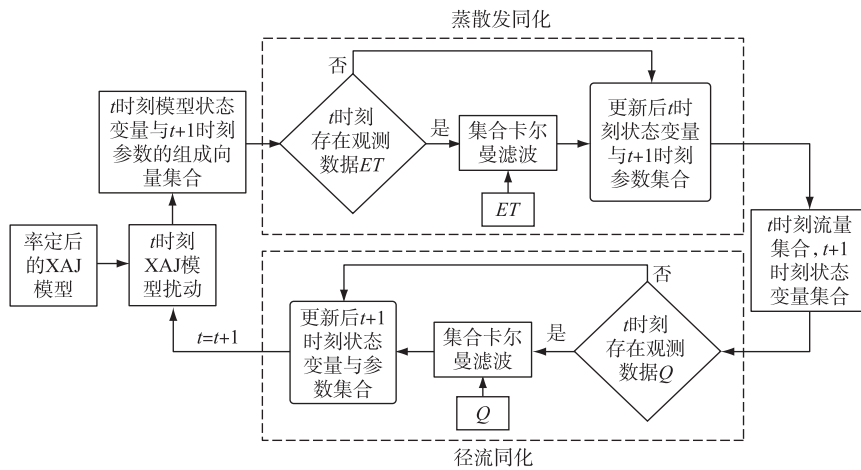 蒸散发同化
t时刻模型状态
变量与t+1时刻
参数的组成向
量集合
否
t时刻
存在观测
数据ET
是
集合卡尔
曼滤波
ET
更新后t时
刻状态变量
与t+1时刻
参数集合
率定后
的XAJ
模型
t时刻
XAJ模
型扰动
t时刻流量
集合, t+1
时刻状态
变量集合
否
t时刻
存在观测
数据Q
是
集合卡尔
曼滤波
Q
更新后t+1
时刻状态
变量与参
数集合
t=t+1
径流同化